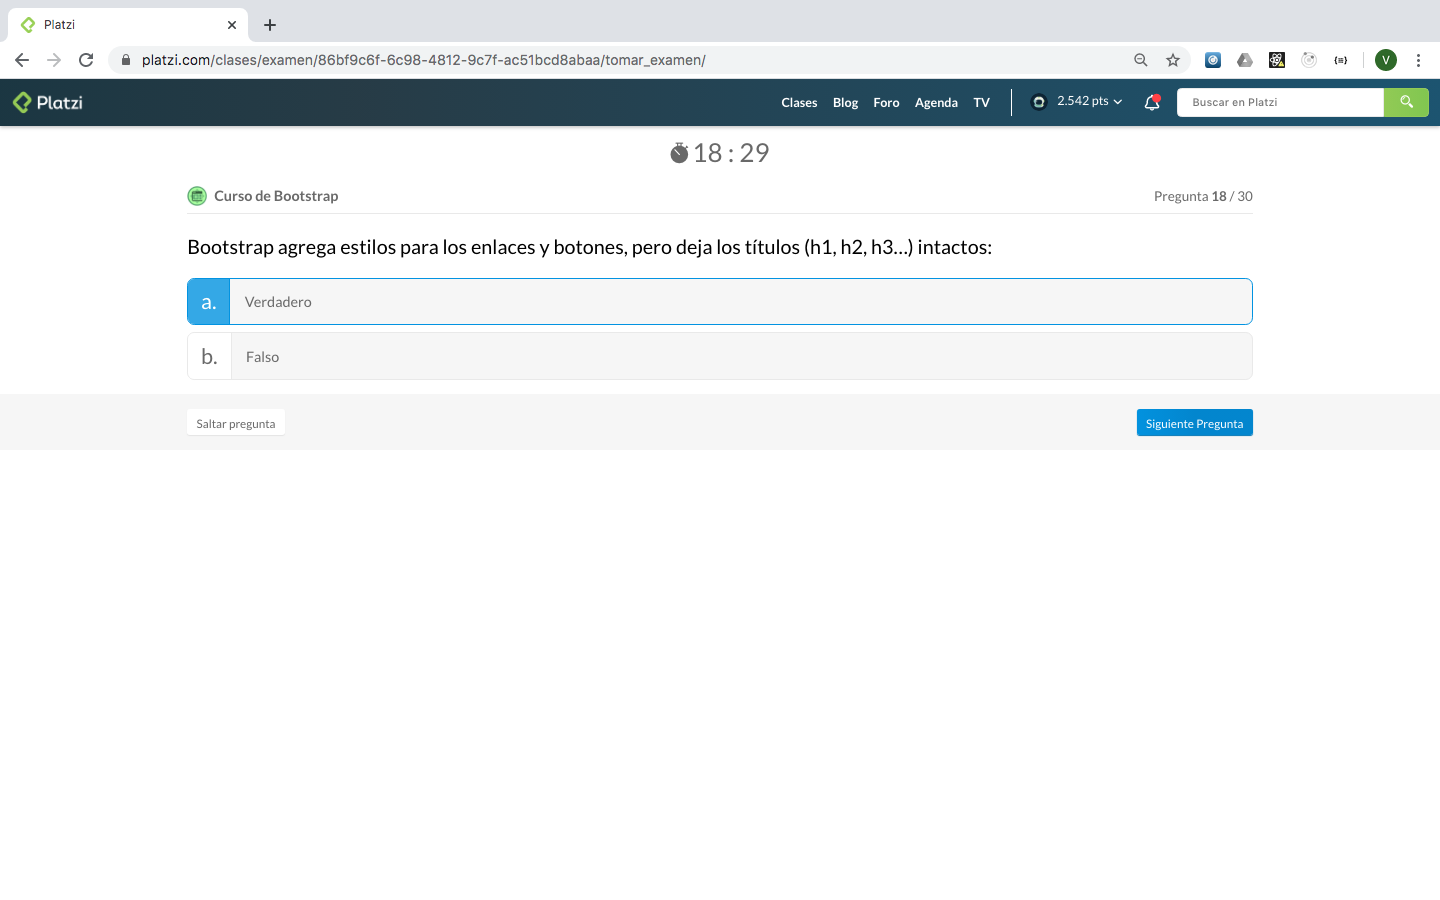 Platzi
platzi.com/clases/examen/86bf9c6f-6c98-4812-9c7f-ac51bcd8abaa/tomar_examen/
V
Platzi
Clases Blog Foro Agenda TV 2.542 pts Buscar en Platzi
18 : 29
Curso de Bootstrap Pregunta 18 / 30
Bootstrap agrega estilos para los enlaces y botones, pero deja los títulos (h1, h2, h3...) intactos:
a. Verdadero
b. Falso
Saltar pregunta Siguiente Pregunta